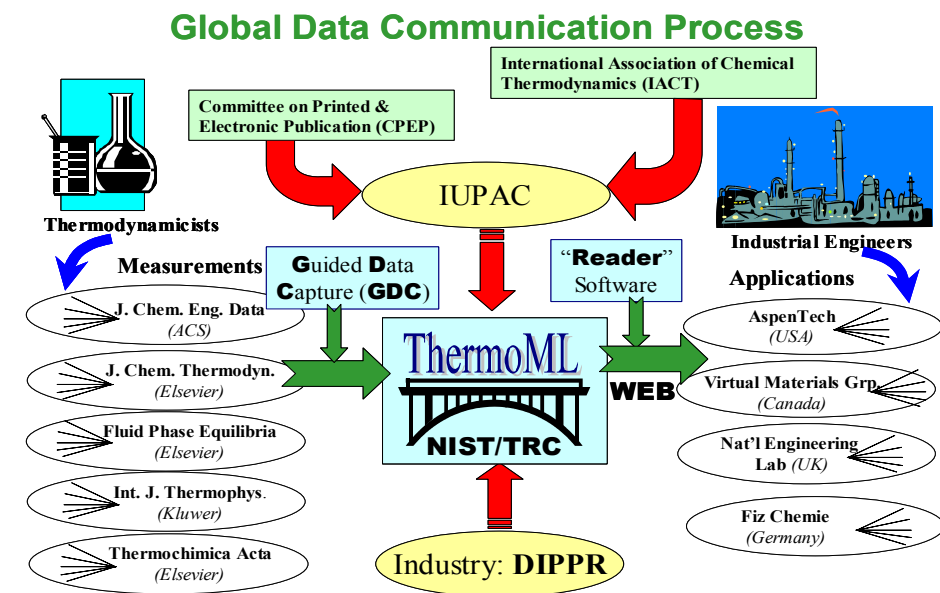 Global Data Communication Process
International Association of Chemical
Thermodynamics (IACT)
Committee on Printed &
Electronic Publication (CPEP)
IUPAC
Thermodynamicists
Industrial Engineers
Measurements
Guided Data
Capture (GDC)
“Reader”
Software
Applications
J. Chem. Eng. Data
(ACS)
J. Chem. Thermodyn.
(Elsevier)
Fluid Phase Equilibria
(Elsevier)
Int. J. Thermophys.
(Kluwer)
Thermochimica Acta
(Elsevier)
ThermoML
NIST/TRC
WEB
AspenTech
(USA)
Virtual Materials Grp.
(Canada)
Nat’l Engineering
Lab (UK)
Fiz Chemie
(Germany)
Industry: DIPPR